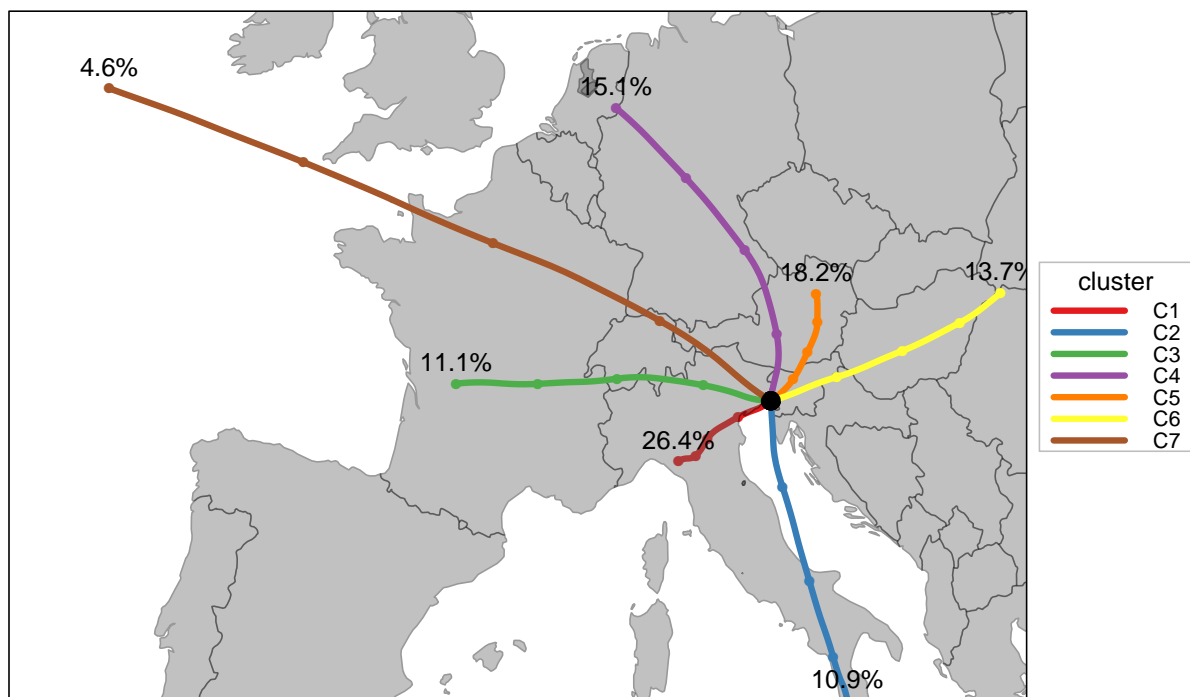 4.6%
15.1%
18.2%
13.7%
11.1%
26.4%
10.9%
cluster
C1
C2
C3
C4
C5
C6
C7